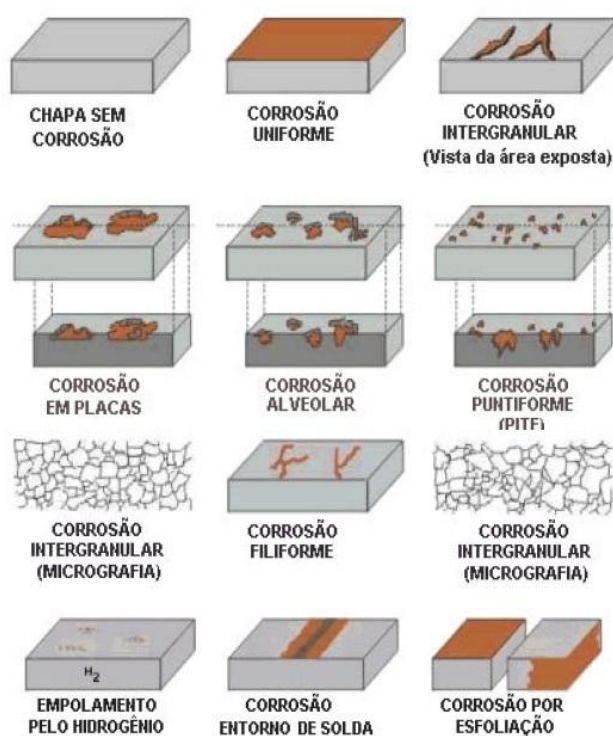 CHAPA SEM
CORROSÃO
CORROSÃO
UNIFORME
CORROSÃO
INTERGRANULAR
(Vista da área exposta)
CORROSÃO
EM PLACAS
CORROSÃO
ALVEOLAR
CORROSÃO
PUNTIFORME
(PITE)
CORROSÃO
INTERGRANULAR
(MICROGRAFIA)
CORROSÃO
FILIFORME
CORROSÃO
INTERGRANULAR
(MICROGRAFIA)
H2
EMPOLAMENTO
PELO HIDROGÊNIO
CORROSÃO
ENTORNO DE SOLDA
CORROSÃO POR
ESFOLIAÇÃO